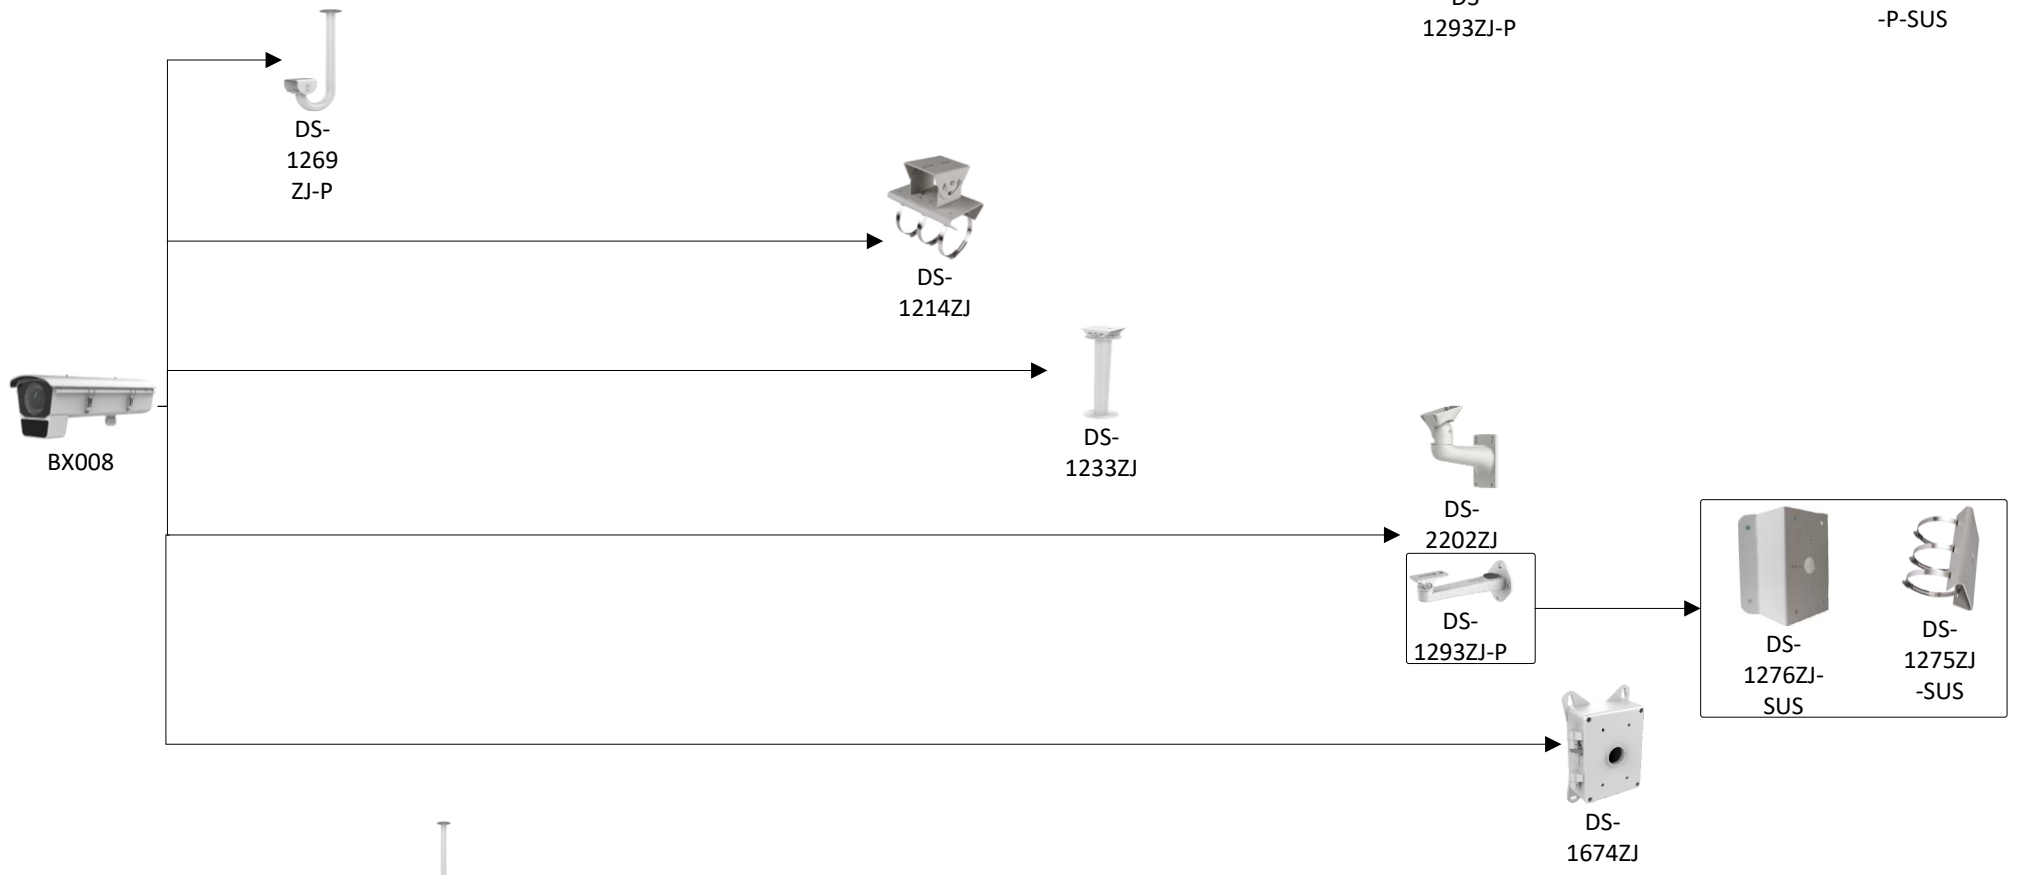 DS-
1293ZJ-P
-P-SUS
DS-
1269
ZJ-P
DS-
1214ZJ
DS-
1233ZJ
BX008
DS-
2202ZJ
DS-
1293ZJ-P
DS-
1276ZJ-
SUS
DS-
1275ZJ
-SUS
DS-
1674ZJ